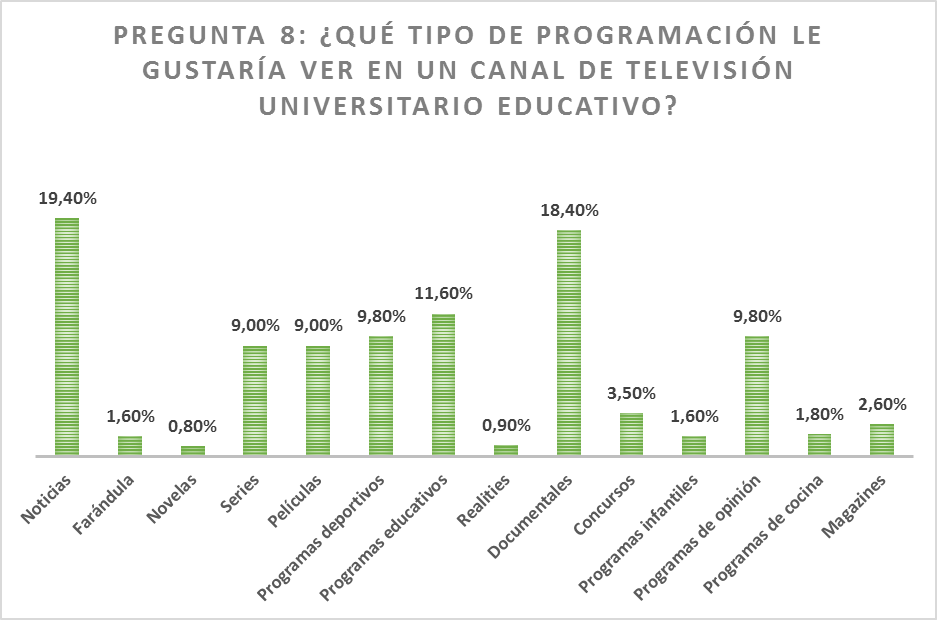 PREGUNTA 8: ¿QUÉ TIPO DE PROGRAMACIÓN LE
GUSTARÍA VER EN UN CANAL DE TELEVISIÓN
UNIVERSITARIO EDUCATIVO?
19,40%
1,60%
0,80%
9,00%
9,00%
9,80%
11,60%
0,90%
18,40%
3,50%
1,60%
9,80%
1,80%
2,60%
Noticias
Farándula
Novelas
Series
Películas
Programas deportivos
Programas educativos
Realities
Documentales
Concursos
Programas infantiles
Programas de opinión
Programas de cocina
Magazines